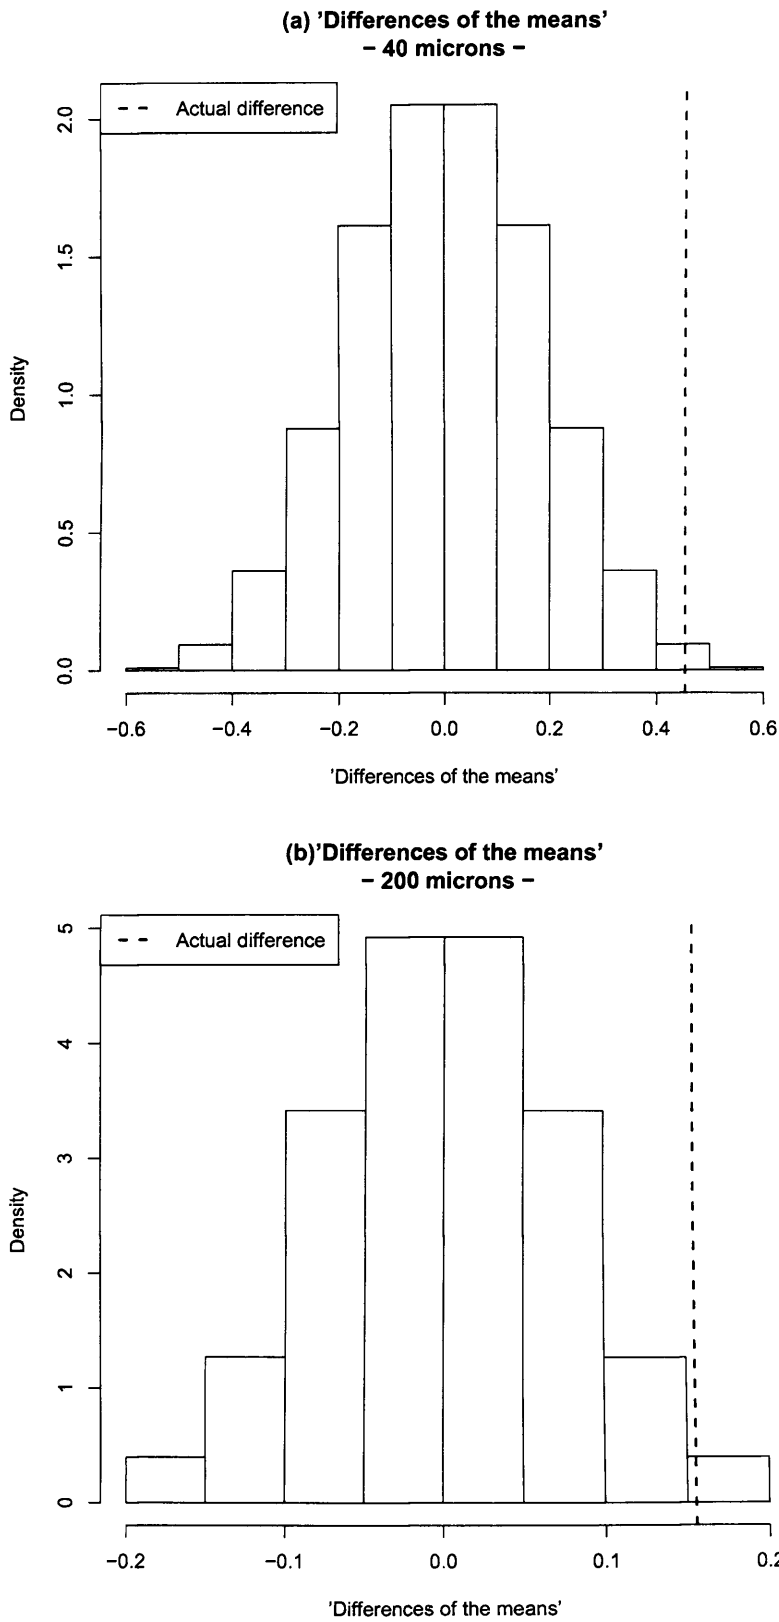 (a) 'Differences of the means'
− 40 microns −
Actual difference
2.0
1.5
1.0
0.5
0.0
Density
−0.6 −0.4 −0.2 0.0 0.2 0.4 0.6
'Differences of the means'
(b)'Differences of the means'
− 200 microns −
Actual difference
5
4
3
2
1
0
Density
−0.2 −0.1 0.0 0.1 0.2
'Differences of the means'